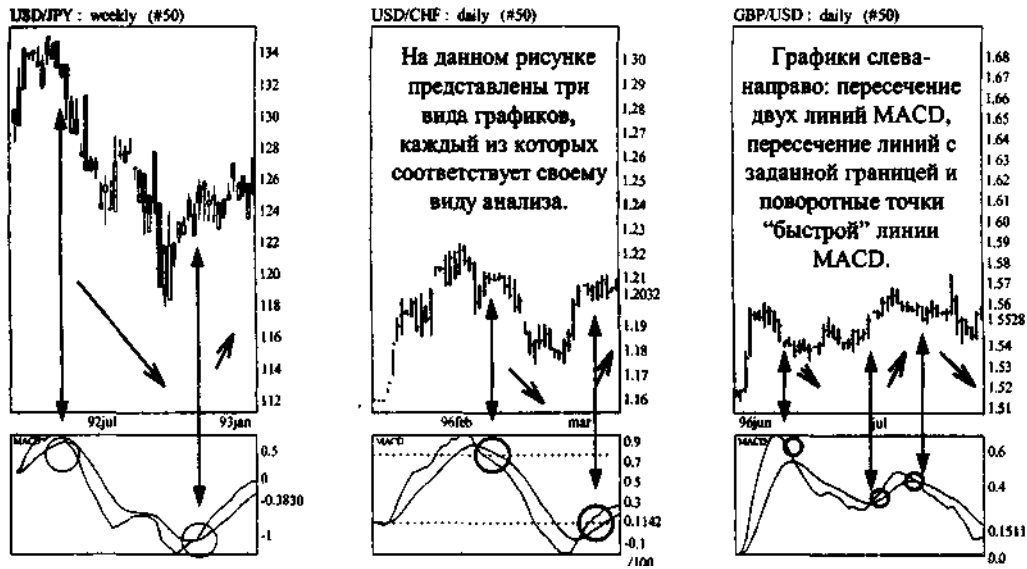 USD/JPY : weekly (#50)
134
132
130
128
126
124
122
120
118
116
114
112
92jul
93jan
MACD
0.5
0
-0.3830
-1
USD/CHF : daily (#50)
На данном рисунке
представлены три
вида графиков,
каждый из которых
соответствует своему
виду анализа.
1.30
1.29
1.28
1.27
1.26
1.25
1.24
1.23
1.22
1.21
1.2032
1.19
1.18
1.17
1.16
96feb
mar
MACD
0.9
0.7
0.5
0.3
0.1142
-0.1
/100
GBP/USD : daily (#50)
Графики слева-
направо: пересечение
двух линий MACD,
пересечение линий с
заданной границей и
поворотные точки
“быстрой” линии
MACD.
1.68
1.67
1.66
1.65
1.64
1.63
1.62
1.61
1.60
1.59
1.58
1.57
1.56
1.5528
1.54
1.53
1.52
1.51
96jun
jul
MACD
0.6
0.4
0.1511
0.0